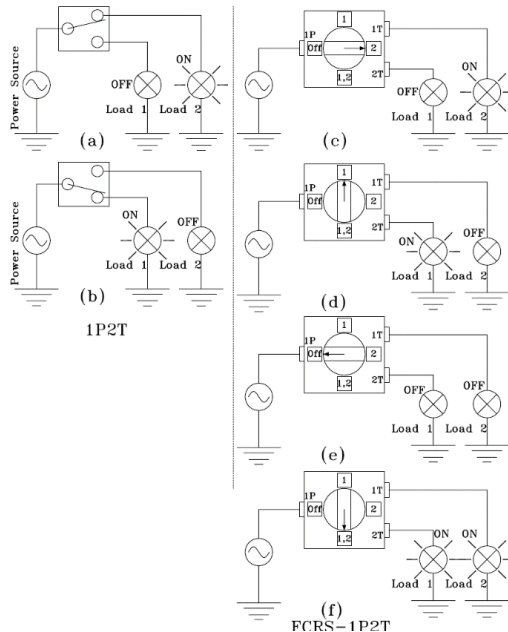 Power Source
OFF
ON
Load 1
Load 2
(a)
Power Source
ON
OFF
Load 1
Load 2
(b)
1P2T
1P
Off
1
2
1,2
1T
2T
OFF
ON
Load 1
Load 2
(c)
1P
Off
1
2
1,2
1T
2T
ON
OFF
Load 1
Load 2
(d)
1P
Off
1
2
1,2
1T
2T
OFF
OFF
Load 1
Load 2
(e)
1P
Off
1
2
1,2
1T
2T
ON
ON
Load 1
Load 2
(f)
FCRS-1P2T